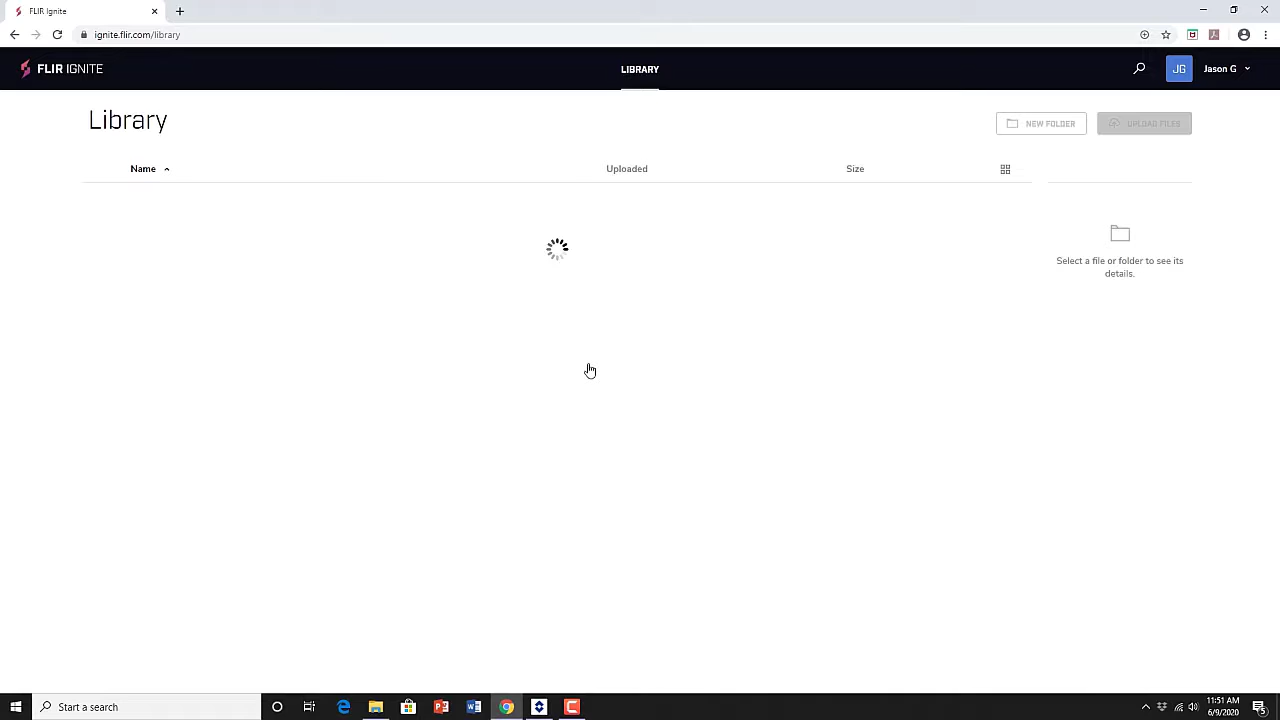 FLIR Ignite
ignite.flir.com/library
FLIR IGNITE
LIBRARY
JG
Jason G
Library
NEW FOLDER
UPLOAD FILES
Name
Uploaded
Size
Select a file or folder to see its
details.
Start a search
11:51 AM
6/9/2020